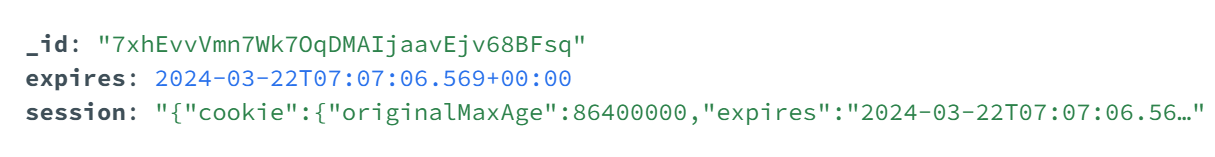 _id: "7xhEvvVmn7Wk7OqDMAIjaavEjv68BFsq"
expires: 2024-03-22T07:07:06.569+00:00
session: "{"cookie":{"originalMaxAge":86400000,"expires":"2024-03-22T07:07:06.56…"